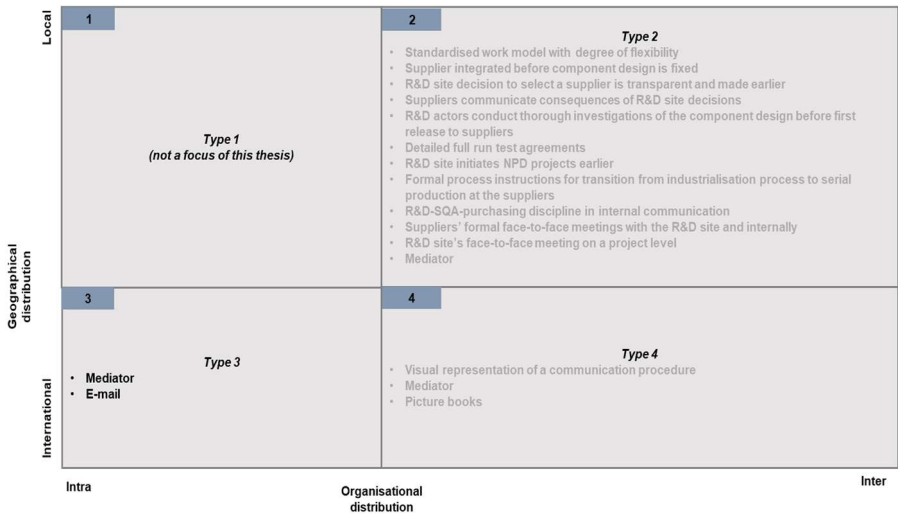 Local
1
Type 1
(not a focus of this thesis)
2
Type 2
• Standardised work model with degree of flexibility
• Supplier integrated before component design is fixed
• R&D site decision to select a supplier is transparent and made earlier
• Suppliers communicate consequences of R&D site decisions
• R&D actors conduct thorough investigations of the component design before first
release to suppliers
• Detailed full run test agreements
• R&D site initiates NPD projects earlier
• Formal process instructions for transition from industrialisation process to serial
production at the suppliers
• R&D-SQA-purchasing discipline in internal communication
• Suppliers' formal face-to-face meetings with the R&D site and internally
• R&D site's face-to-face meeting on a project level
• Mediator
Geographical
distribution
International
3
Type 3
• Mediator
• E-mail
4
Type 4
• Visual representation of a communication procedure
• Mediator
• Picture books
Intra
Organisational
distribution
Inter